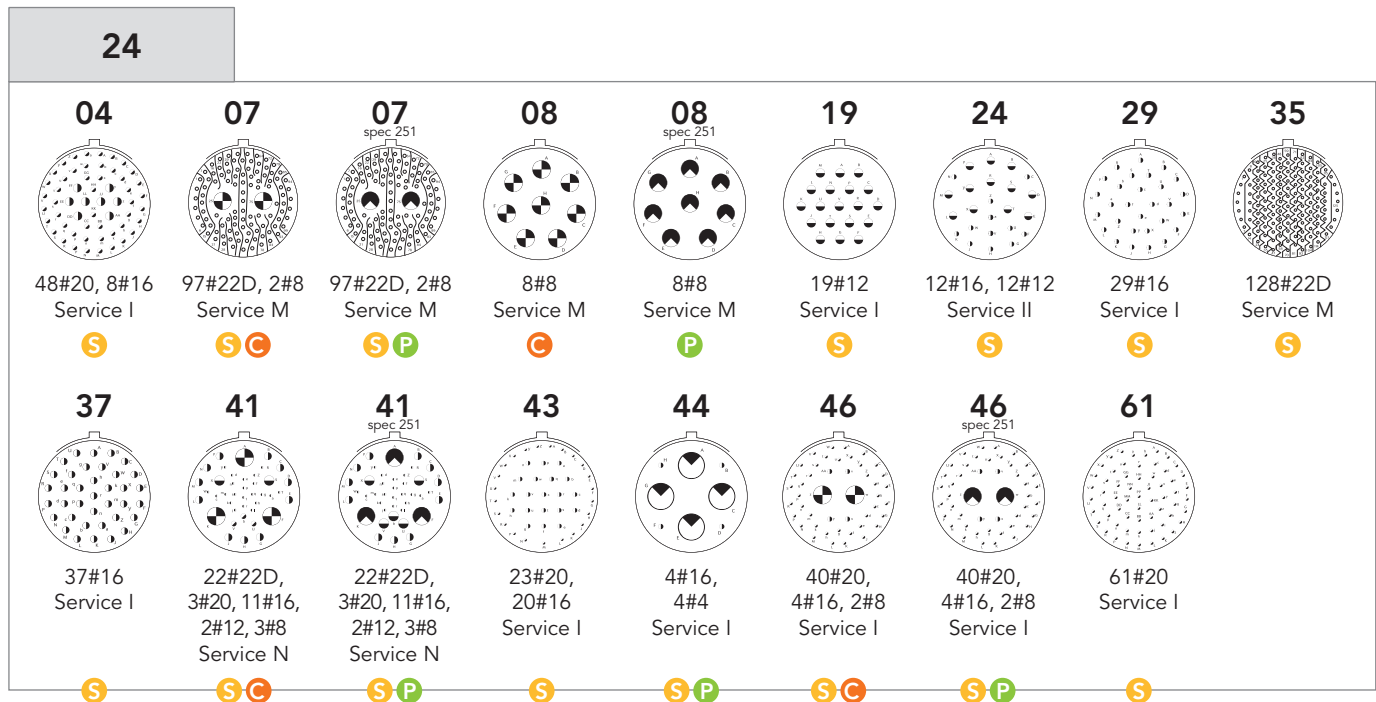 24
04 07 07 08 08 19 24 29 35
spec 251 spec 251
48#20, 8#16 97#22D, 2#8 97#22D, 2#8 8#8 8#8 19#12 12#16, 12#12 29#16 128#22D
Service I Service M Service M Service M Service M Service I Service II Service I Service M
S S C S P C P S S S S
37 41 41 43 44 46 46 61
spec 251 spec 251
37#16 22#22D, 22#22D, 23#20, 4#16, 40#20, 40#20, 61#20
Service I 3#20, 11#16, 3#20, 11#16, 20#16 4#4 4#16, 2#8 4#16, 2#8 Service I
2#12, 3#8 2#12, 3#8 Service I Service I Service I Service I
Service N Service N
S S C S P S S P S C S P S